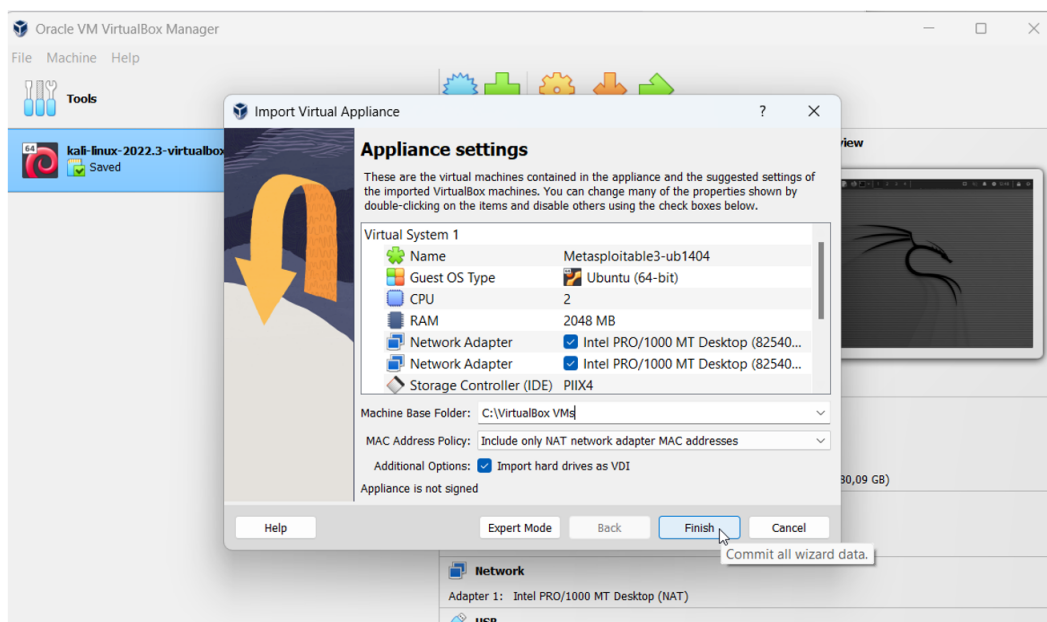 Oracle VM VirtualBox Manager
File Machine Help
Tools
64
kali-linux-2022.3-virtualbox
Saved
Import Virtual Appliance
?
Appliance settings
These are the virtual machines contained in the appliance and the suggested settings of
the imported VirtualBox machines. You can change many of the properties shown by
double-clicking on the items and disable others using the check boxes below.
Virtual System 1
Name Metasploitable3-ub1404
Guest OS Type Ubuntu (64-bit)
CPU 2
RAM 2048 MB
Network Adapter Intel PRO/1000 MT Desktop (82540...
Network Adapter Intel PRO/1000 MT Desktop (82540...
Storage Controller (IDE) PIIX4
Machine Base Folder: C:\VirtualBox VMs
MAC Address Policy: Include only NAT network adapter MAC addresses
Additional Options: Import hard drives as VDI
Appliance is not signed
Help
Expert Mode
Back
Finish
Cancel
Commit all wizard data.
Network
Adapter 1: Intel PRO/1000 MT Desktop (NAT)
USB